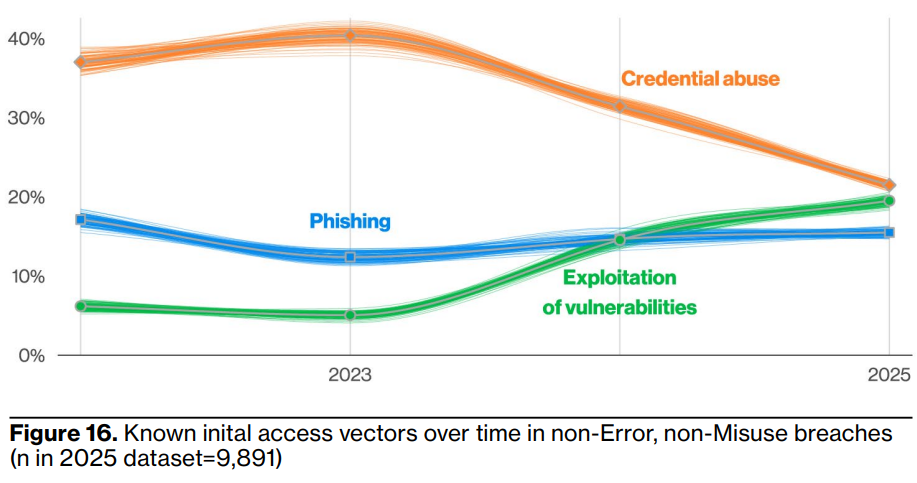 40%
Credential abuse
30%
20%
Phishing
10%
Exploitation
of vulnerabilities
0%
2023
2025
Figure 16. Known inital access vectors over time in non-Error, non-Misuse breaches
(n in 2025 dataset=9,891)